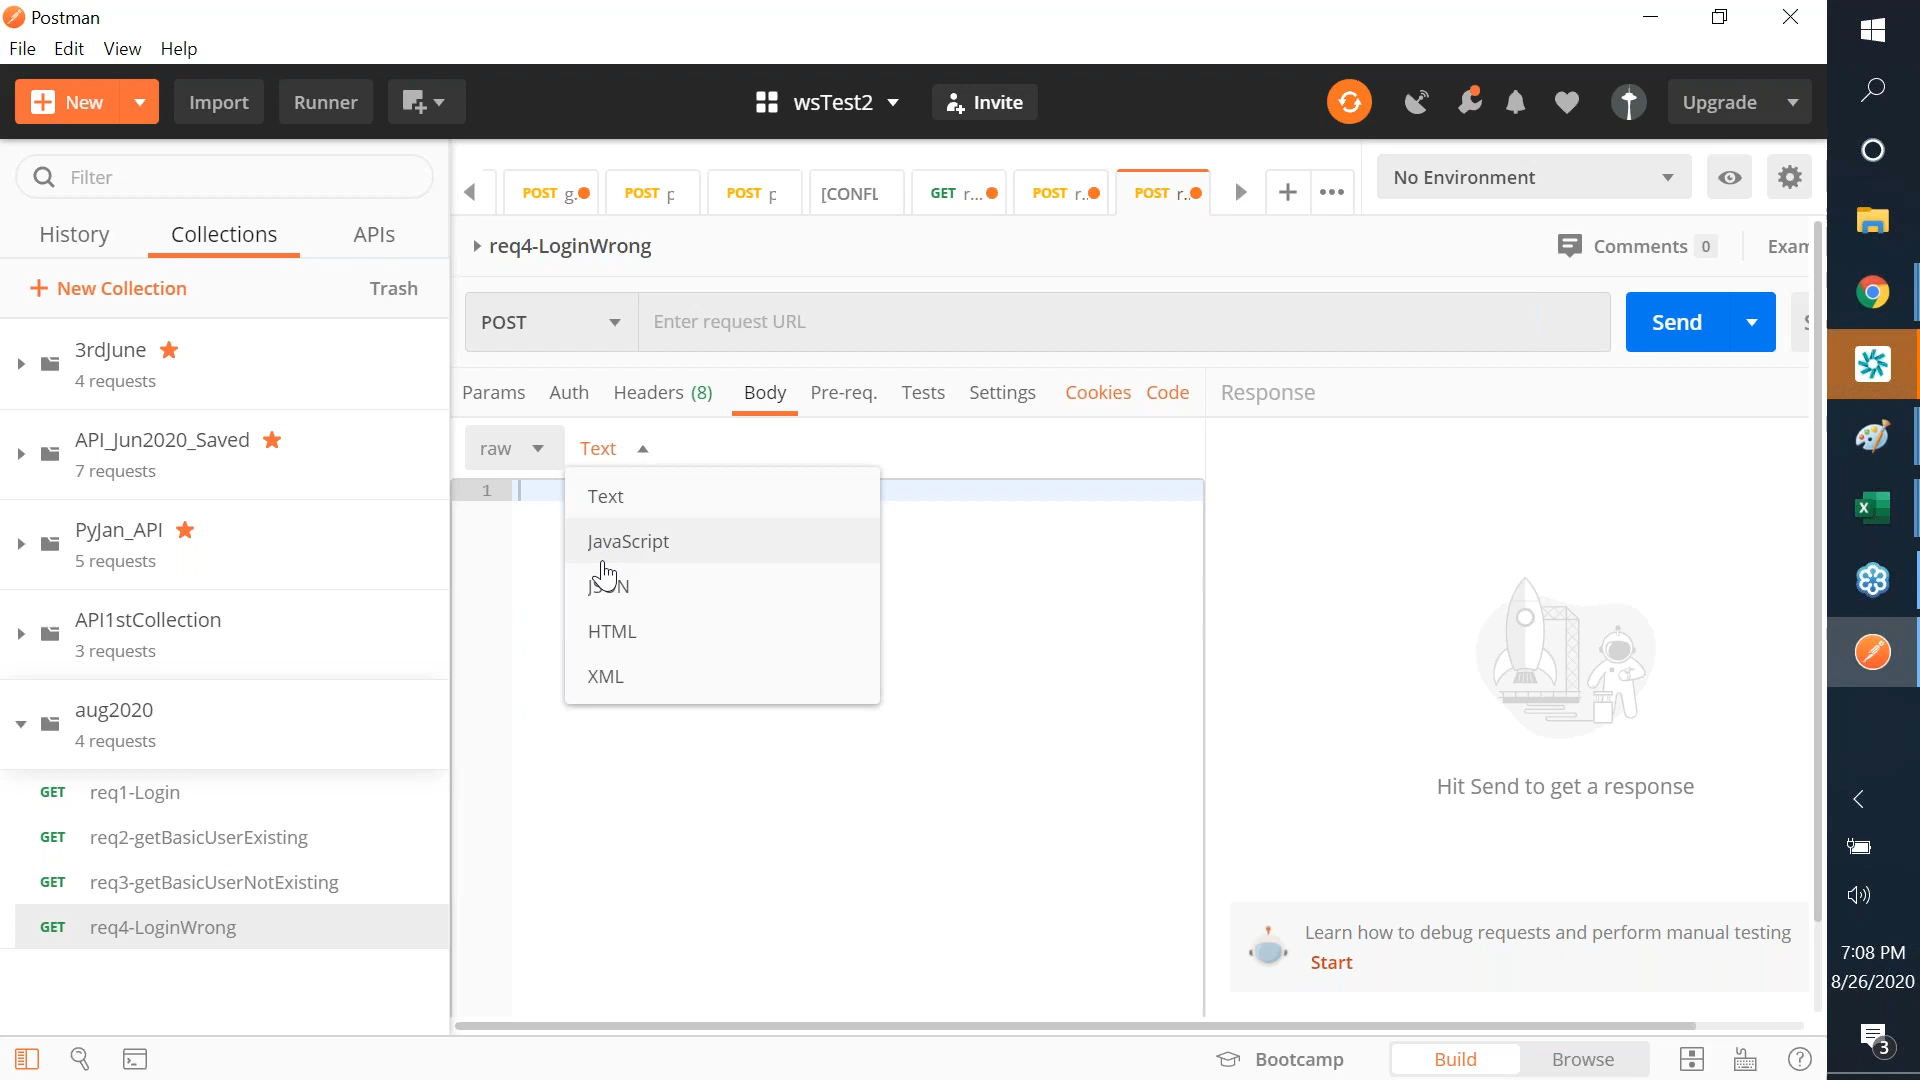 Postman
File Edit View Help
New Import Runner wsTest2 Invite Upgrade
Filter
History Collections APIs
New Collection Trash
3rdJune
4 requests
API_Jun2020_Saved
7 requests
PyJan_API
5 requests
API1stCollection
3 requests
aug2020
4 requests
GET req1-Login
GET req2-getBasicUserExisting
GET req3-getBasicUserNotExisting
GET req4-LoginWrong
POST g. POST p POST p [CONFL GET r... POST r.. POST r..
No Environment
req4-LoginWrong
Comments 0 Exam
POST Enter request URL Send
Params Auth Headers (8) Body Pre-req. Tests Settings Cookies Code Response
raw Text
1
Text
JavaScript
JSON
HTML
XML
Hit Send to get a response
Learn how to debug requests and perform manual testing
Start
Bootcamp Build Browse
7:08 PM
8/26/2020
3